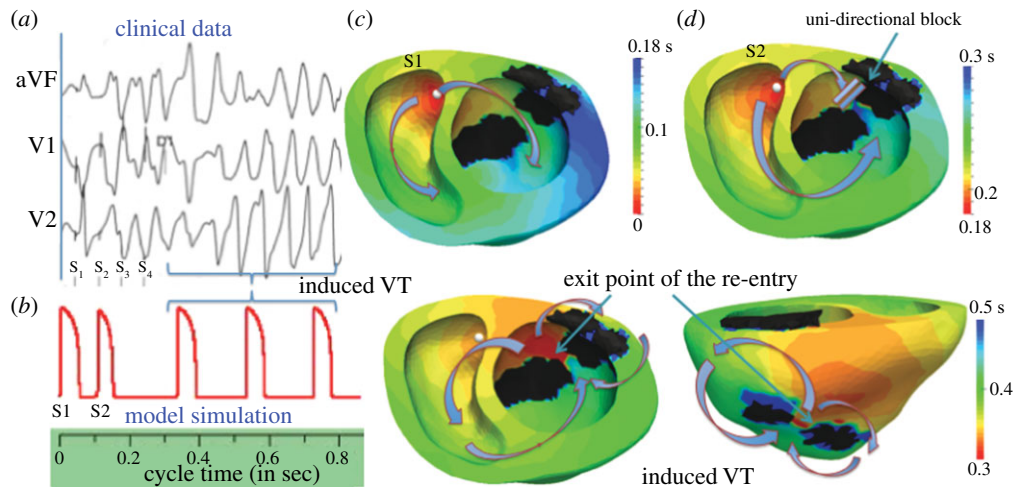 (a)
clinical data
aVF
V1
V2
S1 S2 S3 S4
induced VT
(b)
S1 S2
model simulation
0 0.2 0.4 0.6 0.8
cycle time (in sec)
(c)
S1
0.18 s
0.1
0
(d)
uni-directional block
S2
0.3 s
0.2
0.18
exit point of the re-entry
induced VT
0.5 s
0.4
0.3